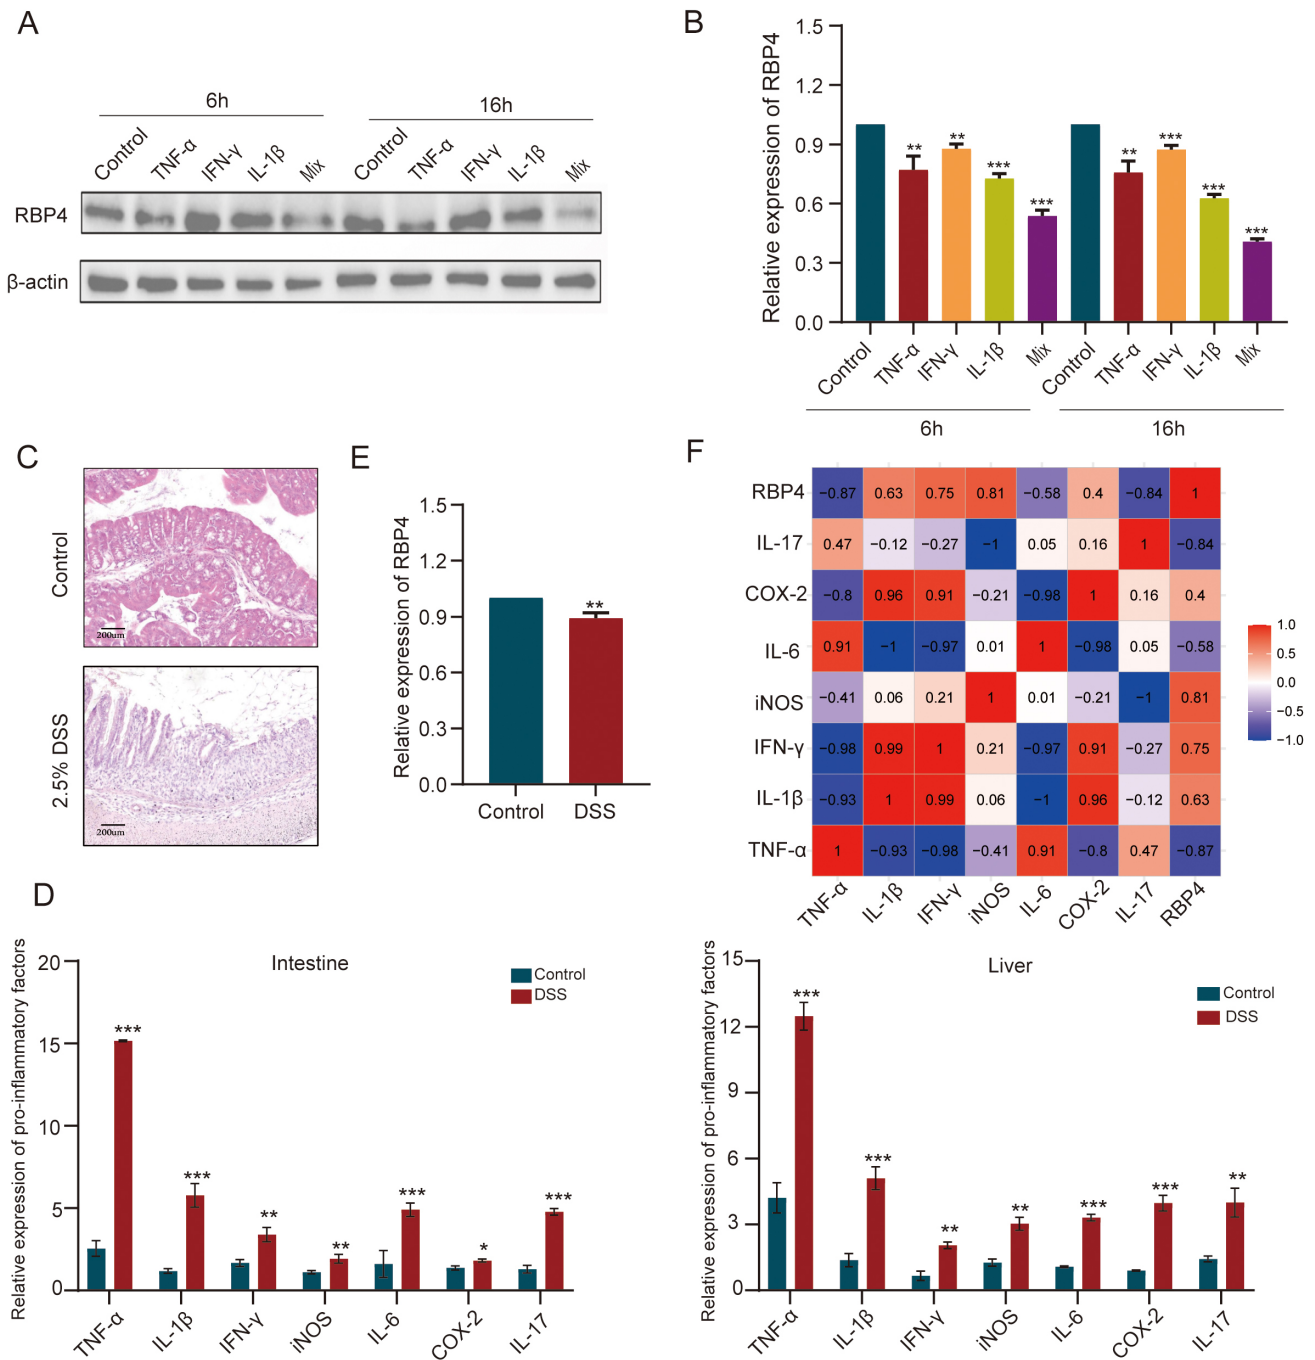 A
6h
16h
Control TNF-α IFN-γ IL-1β Mix Control TNF-α IFN-γ IL-1β Mix
RBP4
β-actin
B
Relative expression of RBP4
1.5
1.2
0.9
0.6
0.3
0.0
** ** *** *** ** *** *** ***
Control TNF-α IFN-γ IL-1β Mix Control TNF-α IFN-γ IL-1β Mix
6h 16h
C
Control
200um
2.5% DSS
200um
E
Relative expression of RBP4
1.5
1.2
0.9
0.6
0.3
0.0
**
Control DSS
F
RBP4 −0.87 0.63 0.75 0.81 −0.58 0.4 −0.84 1
IL-17 0.47 −0.12 −0.27 −1 0.05 0.16 1 −0.84
COX-2 −0.8 0.96 0.91 −0.21 −0.98 1 0.16 0.4
IL-6 0.91 −1 −0.97 0.01 1 −0.98 0.05 −0.58
iNOS −0.41 0.06 0.21 1 0.01 −0.21 −1 0.81
IFN-γ −0.98 0.99 1 0.21 −0.97 0.91 −0.27 0.75
IL-1β −0.93 1 0.99 0.06 −1 0.96 −0.12 0.63
TNF-α 1 −0.93 −0.98 −0.41 0.91 −0.8 0.47 −0.87
TNF-α IL-1β IFN-γ iNOS IL-6 COX-2 IL-17 RBP4
1.0
0.5
0.0
−0.5
−1.0
D
Relative expression of pro-inflammatory factors
Intestine
Control
DSS
20
15
10
5
0
*** *** ** ** *** * ***
TNF-α IL-1β IFN-γ iNOS IL-6 COX-2 IL-17
Relative expression of pro-inflammatory factors
Liver
Control
DSS
15
12
9
6
3
0
*** *** ** ** *** *** **
TNF-α IL-1β IFN-γ iNOS IL-6 COX-2 IL-17